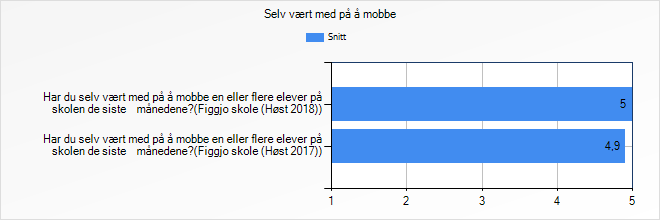 Selv vært med på å mobbe
Snitt
Har du selv vært med på å mobbe en eller flere elever på
skolen de siste   månedene?(Figgjo skole (Høst 2018))
5
Har du selv vært med på å mobbe en eller flere elever på
skolen de siste   månedene?(Figgjo skole (Høst 2017))
4,9
1 2 3 4 5